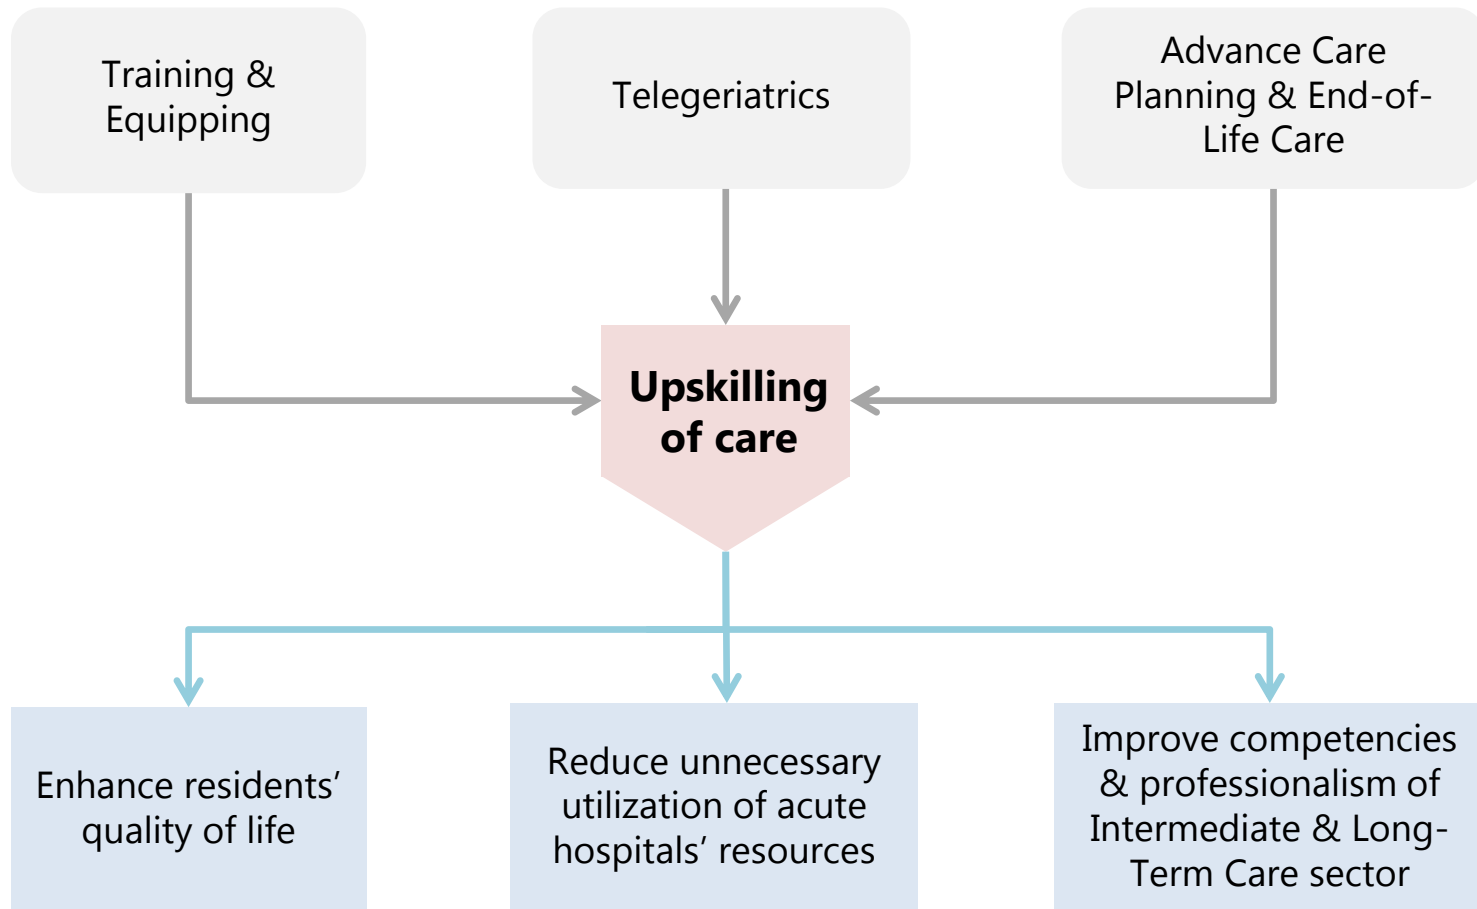 Training &
Equipping
Telegeriatrics
Advance Care
Planning & End-of-
Life Care
Upskilling
of care
Enhance residents’
quality of life
Reduce unnecessary
utilization of acute
hospitals’ resources
Improve competencies
& professionalism of
Intermediate & Long-
Term Care sector